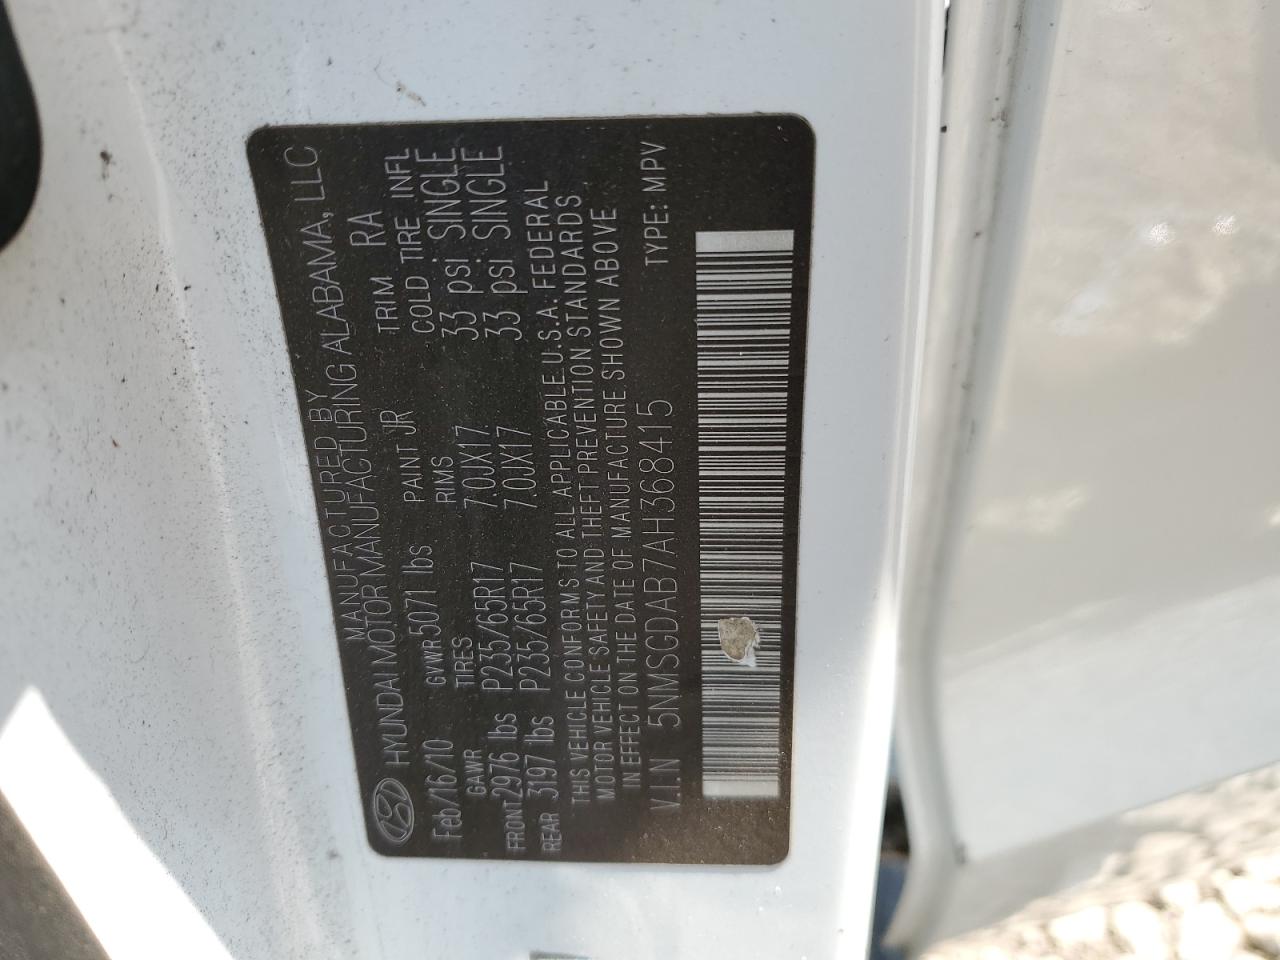 MANUFACTURED BY
HYUNDAI MOTOR MANUFACTURING ALABAMA, LLC
Feb/16/10 GVWR 5071 lbs PAINT JR TRIM RA
GAWR TIRES RIMS COLD TIRE INFL
FRONT 2976 lbs P235/65R17 7.0JX17 33 psi SINGLE
REAR 3197 lbs P235/65R17 7.0JX17 33 psi SINGLE
THIS VEHICLE CONFORMS TO ALL APPLICABLE U.S.A. FEDERAL
MOTOR VEHICLE SAFETY AND THEFT PREVENTION STANDARDS
IN EFFECT ON THE DATE OF MANUFACTURE SHOWN ABOVE
V.I.N 5NMSGDAB7AH368415 TYPE: MPV